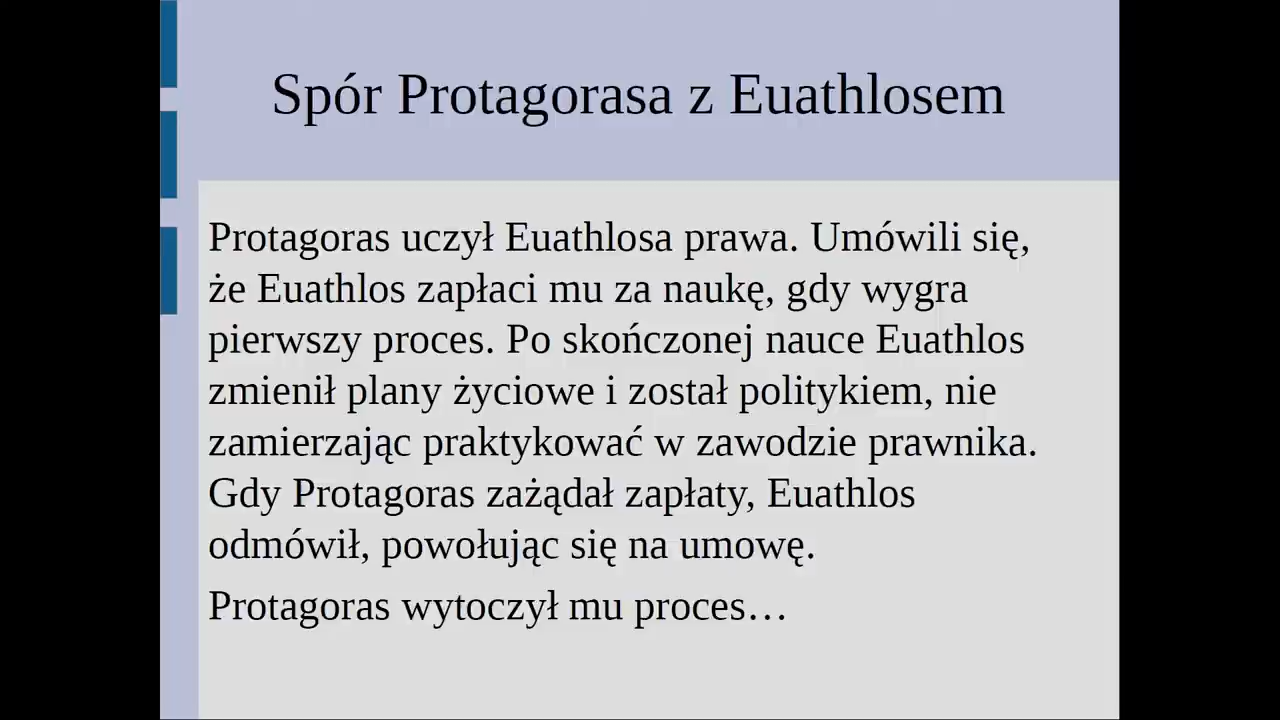 Spór Protagorasa z Euathlosem
Protagoras uczył Euathlosa prawa. Umówili się,
że Euathlos zapłaci mu za naukę, gdy wygra
pierwszy proces. Po skończonej nauce Euathlos
zmienił plany życiowe i został politykiem, nie
zamierzając praktykować w zawodzie prawnika.
Gdy Protagoras zażądał zapłaty, Euathlos
odmówił, powołując się na umowę.
Protagoras wytoczył mu proces…